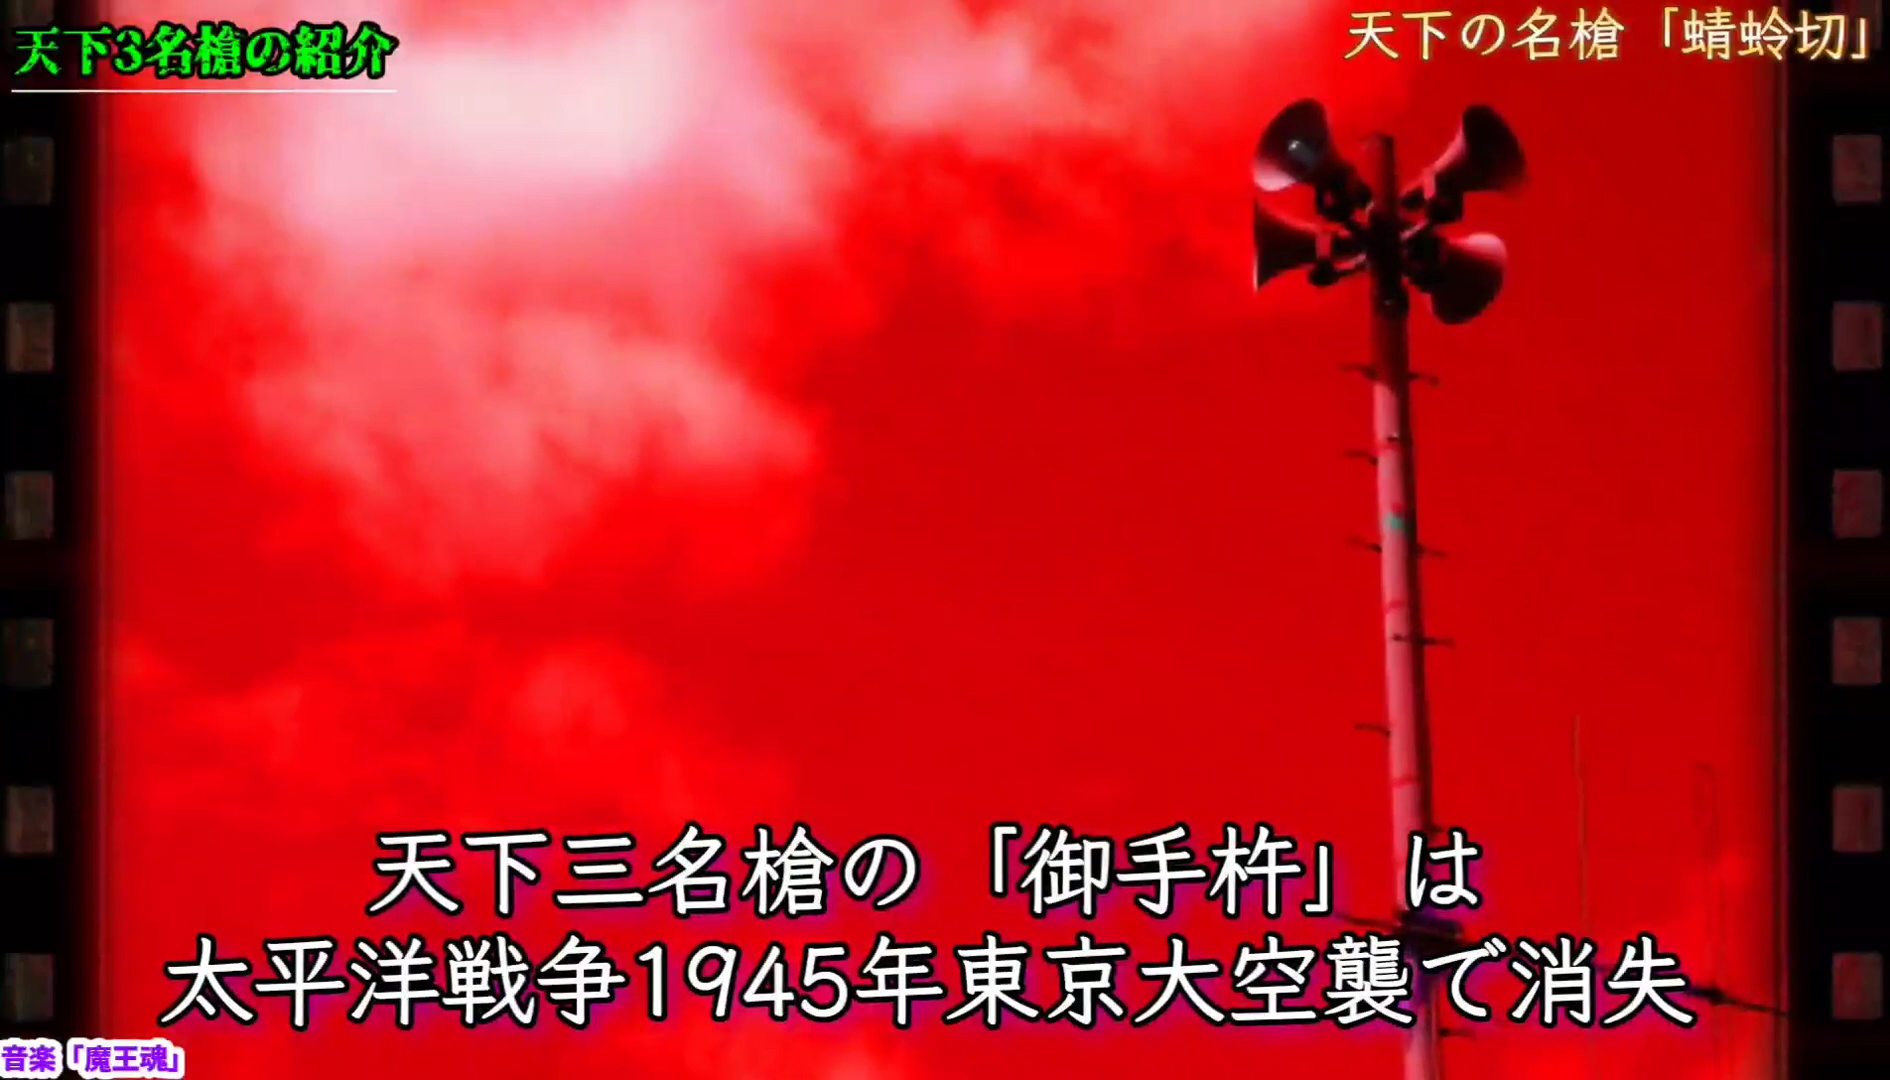 天下3名槍の紹介
天下の名槍「蜻蛉切」
天下三名槍の「御手杵」は
太平洋戦争1945年東京大空襲で消失
音楽「魔王魂」